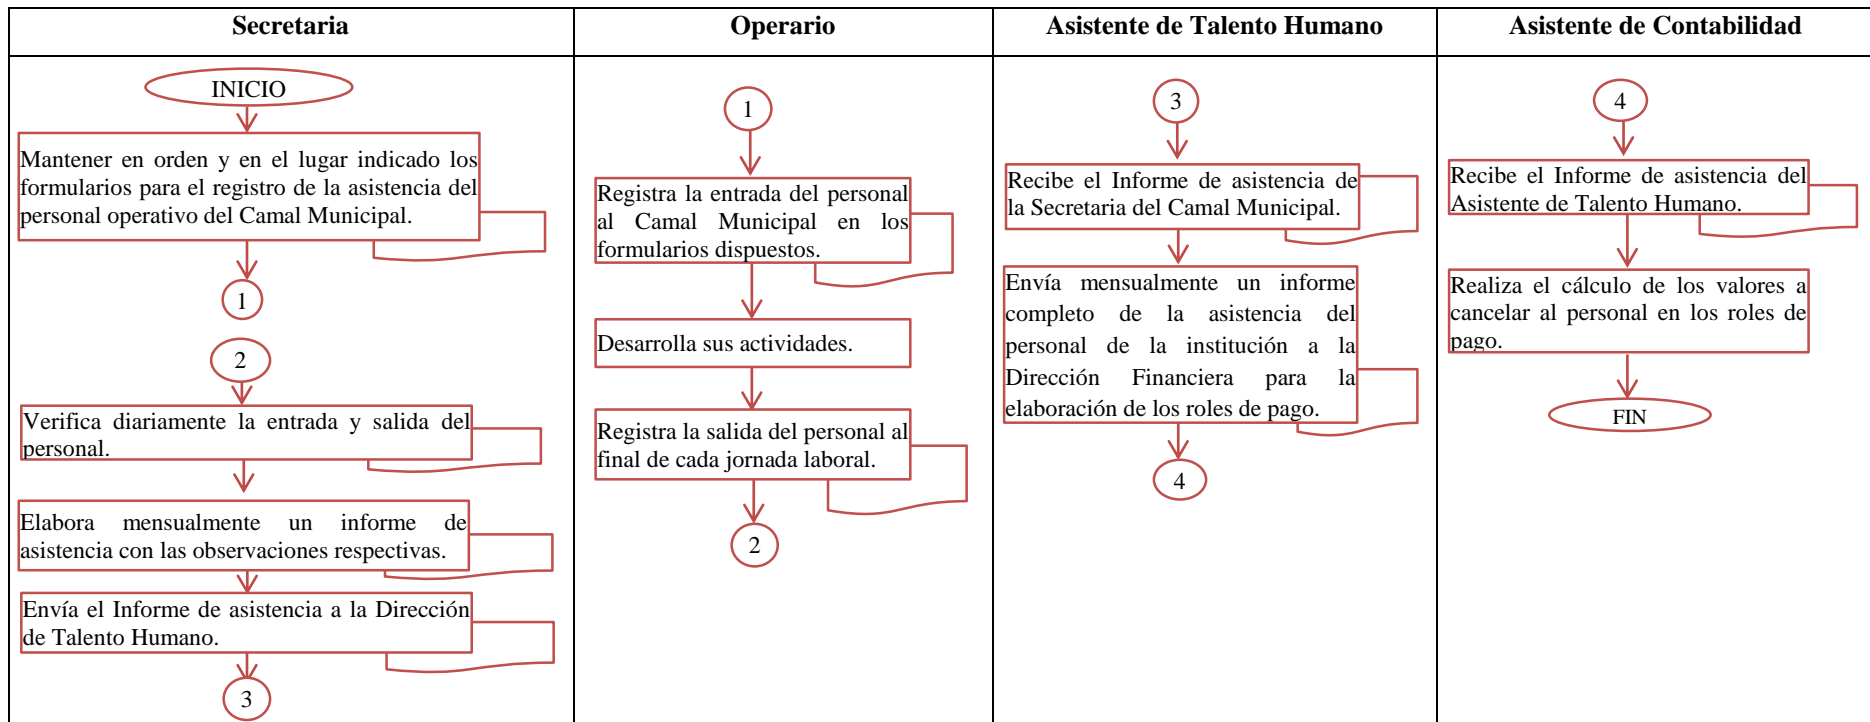 Secretaria
Operario
Asistente de Talento Humano
Asistente de Contabilidad
INICIO
Mantener en orden y en el lugar indicado los
formularios para el registro de la asistencia del
personal operativo del Camal Municipal.
1
2
Verifica diariamente la entrada y salida del
personal.
Elabora mensualmente un informe de
asistencia con las observaciones respectivas.
Envía el Informe de asistencia a la Dirección
de Talento Humano.
3
1
Registra la entrada del personal
al Camal Municipal en los
formularios dispuestos.
Desarrolla sus actividades.
Registra la salida del personal al
final de cada jornada laboral.
2
3
Recibe el Informe de asistencia de
la Secretaria del Camal Municipal.
Envía mensualmente un informe
completo de la asistencia del
personal de la institución a la
Dirección Financiera para la
elaboración de los roles de pago.
4
4
Recibe el Informe de asistencia del
Asistente de Talento Humano.
Realiza el cálculo de los valores a
cancelar al personal en los roles de
pago.
FIN